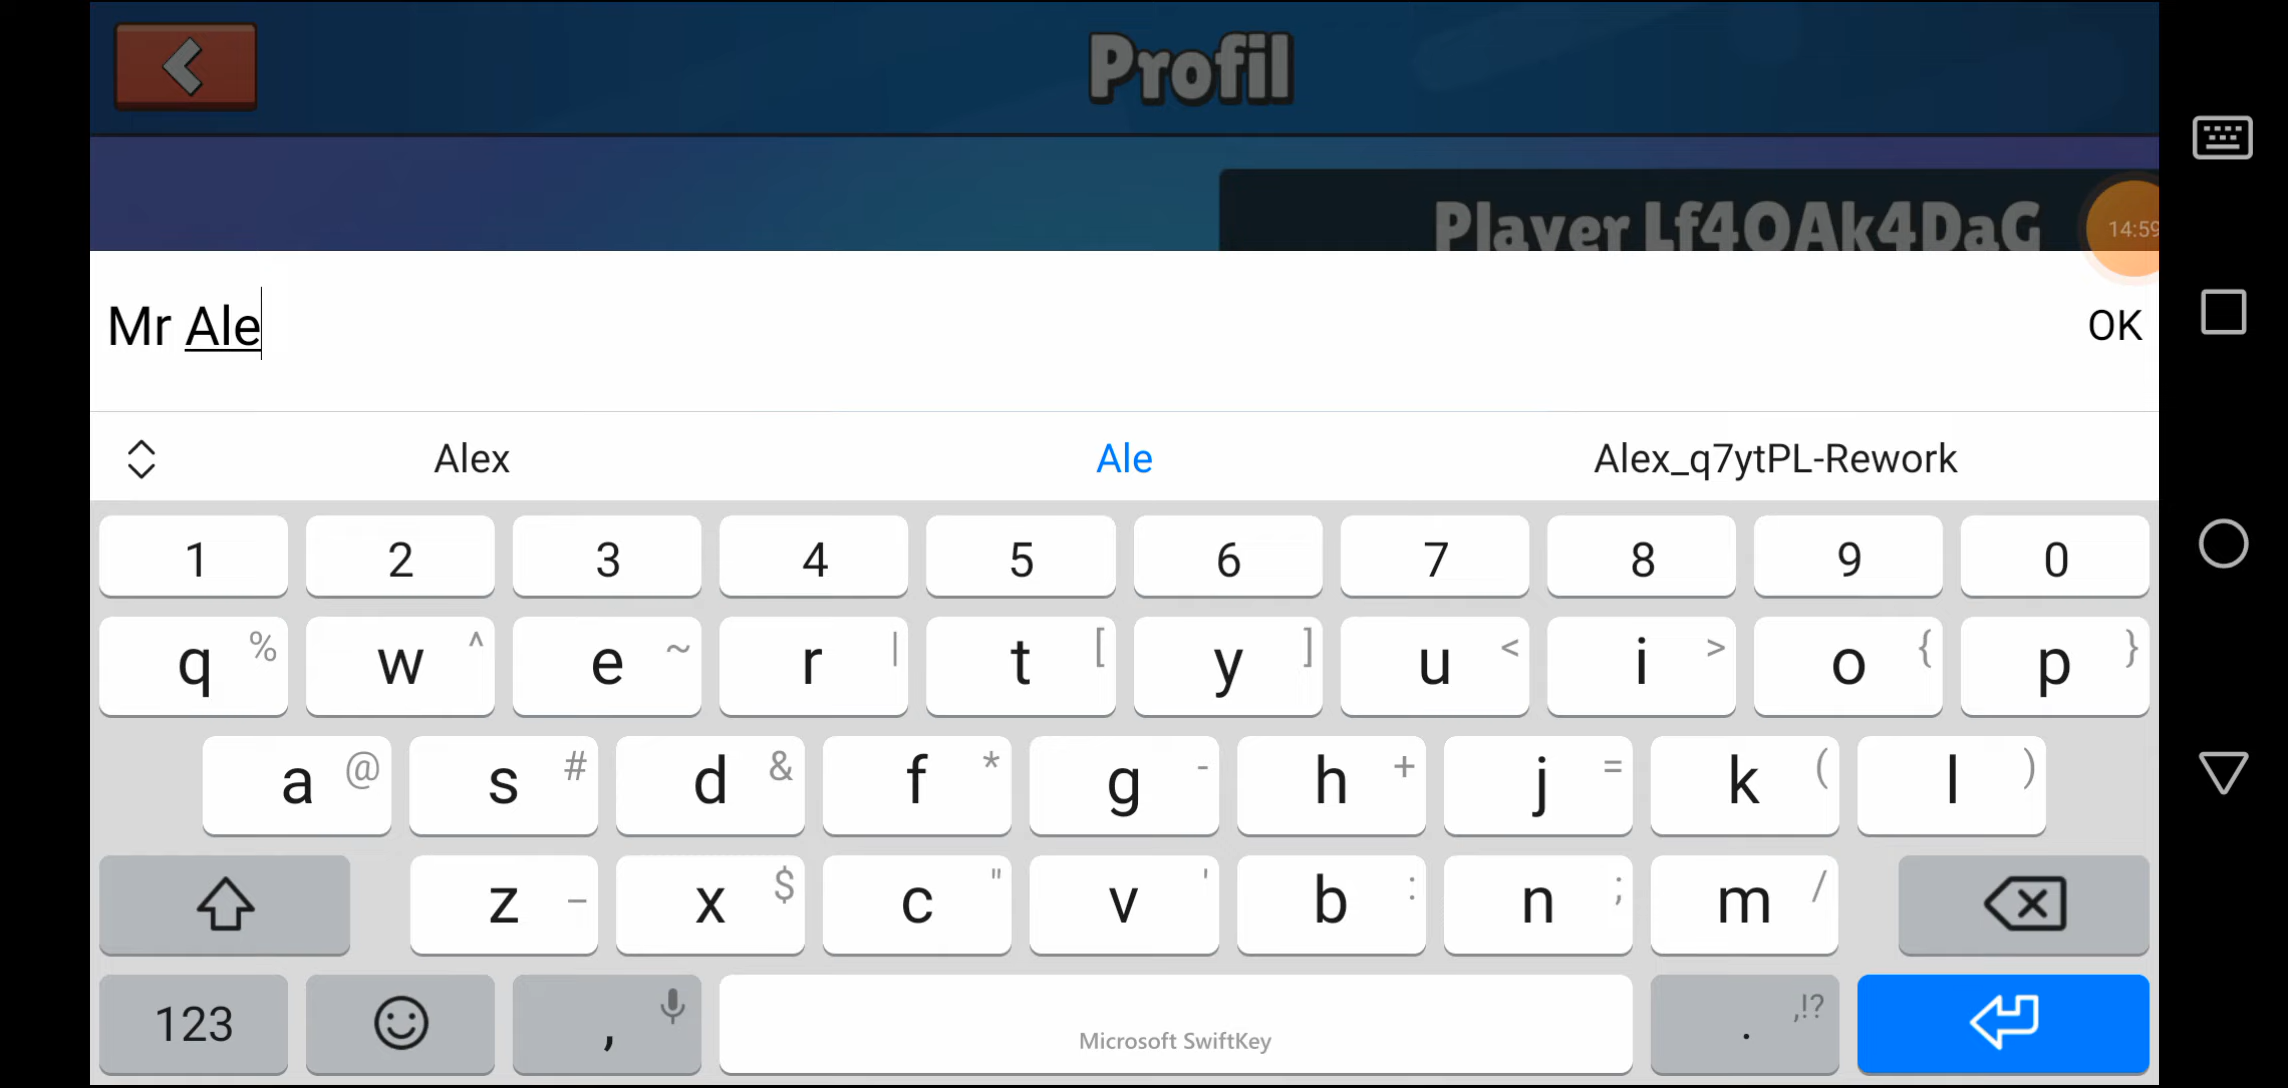 Profil
Player Lf4OAk4DaG
14:59
Mr Ale
OK
Alex Ale Alex_q7ytPL-Rework
1 2 3 4 5 6 7 8 9 0
q % w ^ e ~ r | t [ y ] u < i > o { p }
a @ s # d & f * g - h + j = k ( l )
z _ x $ c " v ' b : n ; m /
123 , Microsoft SwiftKey . ,!?